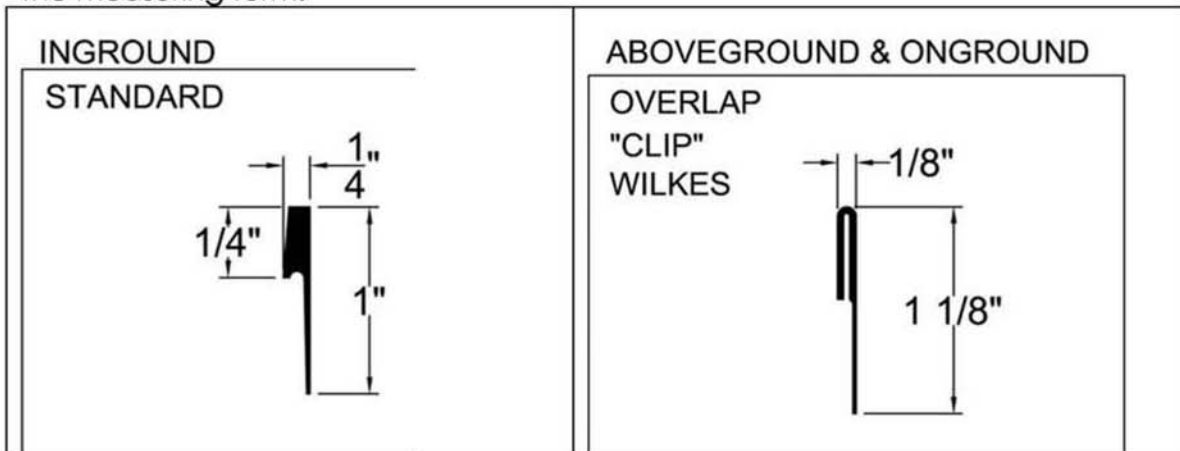 INGROUND
STANDARD
1"
4
1/4"
1"
ABOVEGROUND & ONGROUND
OVERLAP
"CLIP"
WILKES
1/8"
1 1/8"